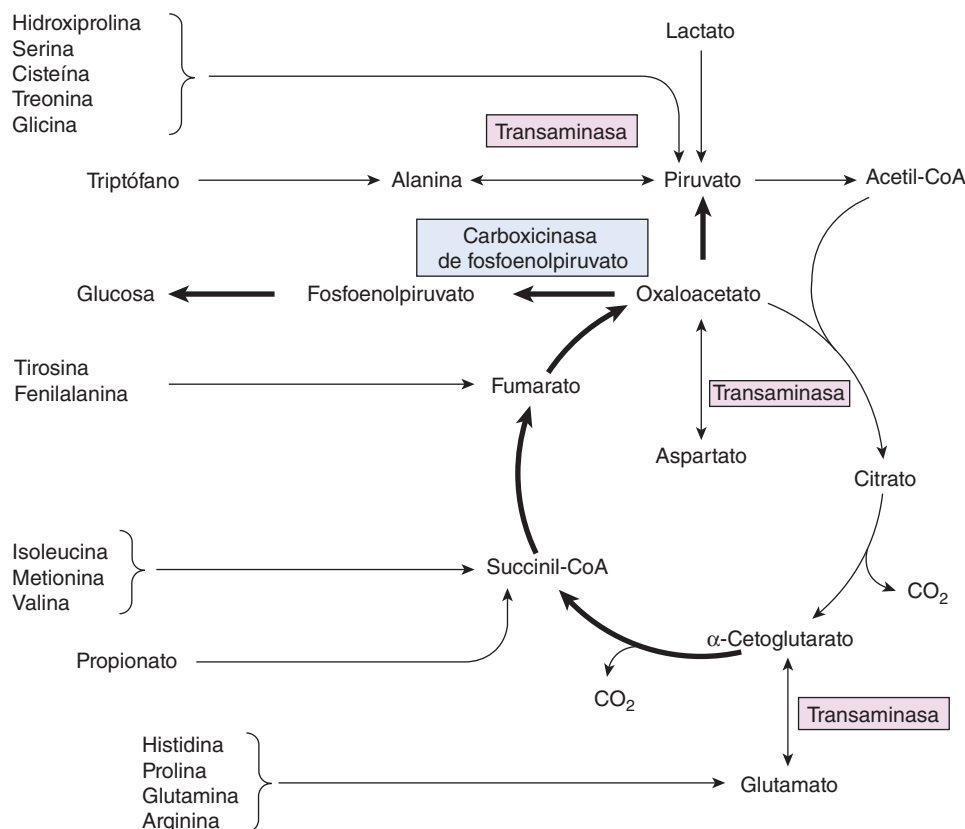 Hidroxiprolina
Serina
Cisteína
Treonina
Glicina
Lactato
Transaminasa
Triptófano
Alanina
Piruvato
Acetil-CoA
Carboxicinasa
de fosfoenolpiruvato
Glucosa
Fosfoenolpiruvato
Oxaloacetato
Tirosina
Fenilalanina
Fumarato
Transaminasa
Aspartato
Citrato
Isoleucina
Metionina
Valina
Succinil-CoA
CO₂
Propionato
α-Cetoglutarato
CO₂
Transaminasa
Histidina
Prolina
Glutamina
Arginina
Glutamato